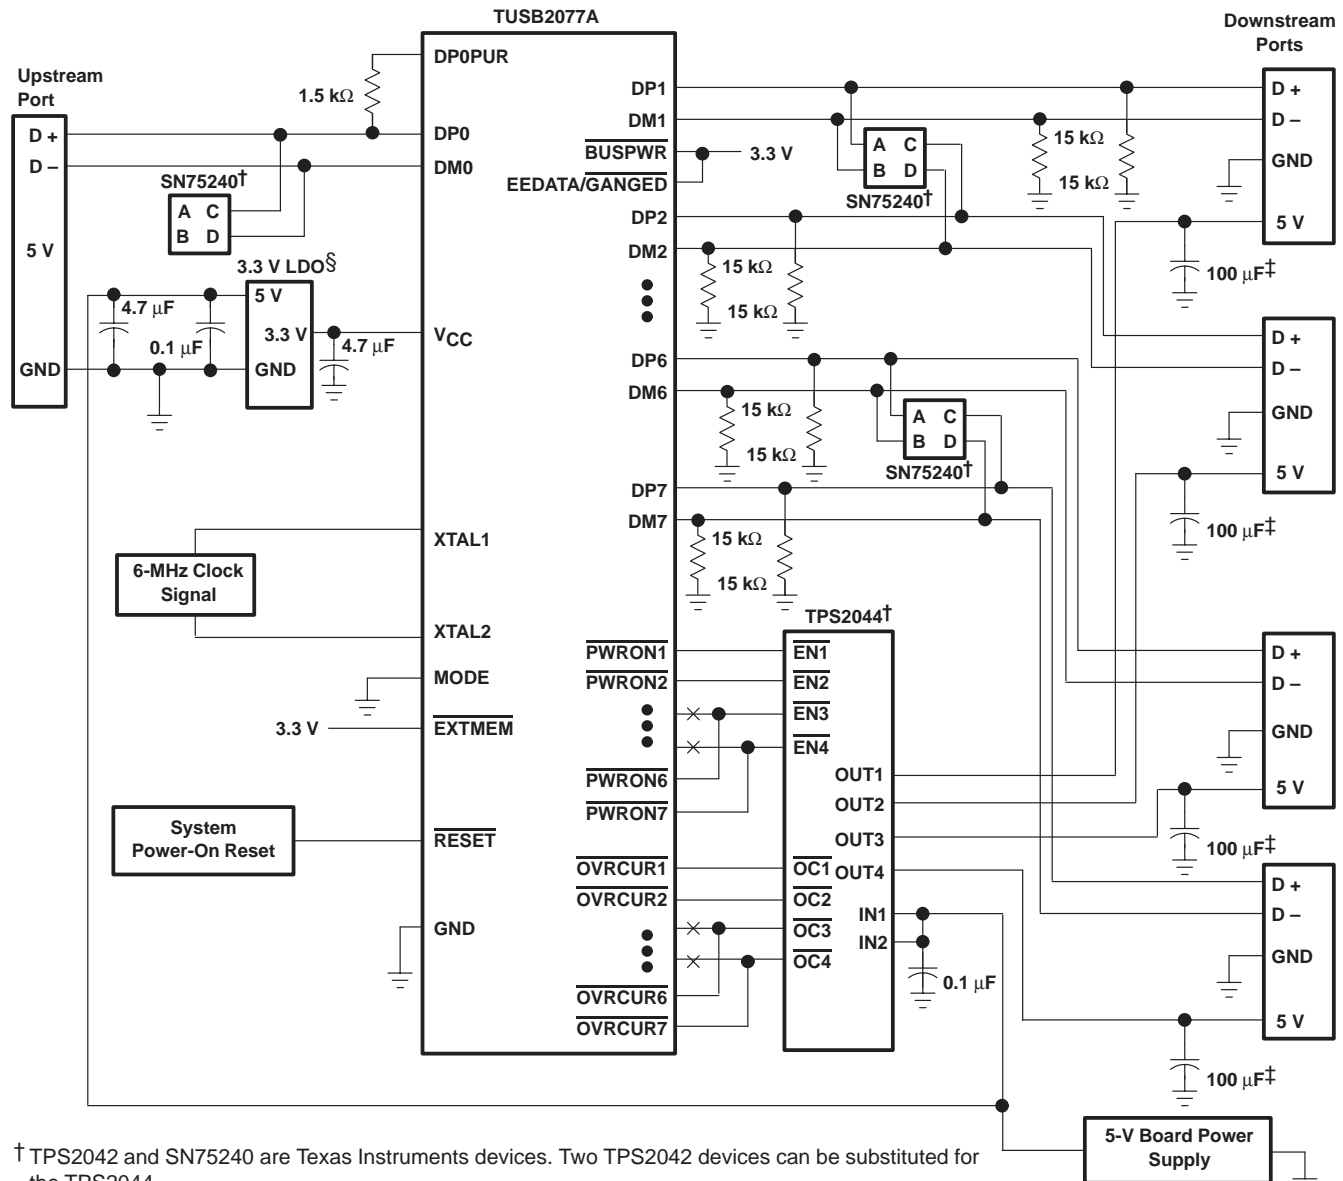 TUSB2077A
Downstream
Ports
Upstream
Port
DP0PUR
1.5 kΩ
D +
DP0
D –
DM0
5 V
GND
SN75240†
A C
B D
3.3 V LDO§
5 V
3.3 V
GND
4.7 µF
0.1 µF
4.7 µF
VCC
DP1
DM1
BUSPWR
3.3 V
EEDATA/GANGED
A C
B D
SN75240†
15 kΩ
15 kΩ
D +
D –
GND
5 V
100 µF‡
DP2
DM2
15 kΩ
15 kΩ
D +
D –
GND
5 V
100 µF‡
DP6
DM6
15 kΩ
15 kΩ
A C
B D
SN75240†
DP7
DM7
15 kΩ
15 kΩ
XTAL1
6-MHz Clock
Signal
XTAL2
MODE
3.3 V
EXTMEM
System
Power-On Reset
RESET
GND
TPS2044†
PWRON1
EN1
PWRON2
EN2
EN3
EN4
PWRON6
PWRON7
OUT1
OUT2
OUT3
OUT4
OVRCUR1
OC1
OVRCUR2
OC2
OC3
OC4
OVRCUR6
OVRCUR7
IN1
IN2
0.1 µF
D +
D –
GND
5 V
100 µF‡
D +
D –
GND
5 V
100 µF‡
5-V Board Power
Supply
† TPS2042 and SN75240 are Texas Instruments devices. Two TPS2042 devices can be substituted for
the TPS2044